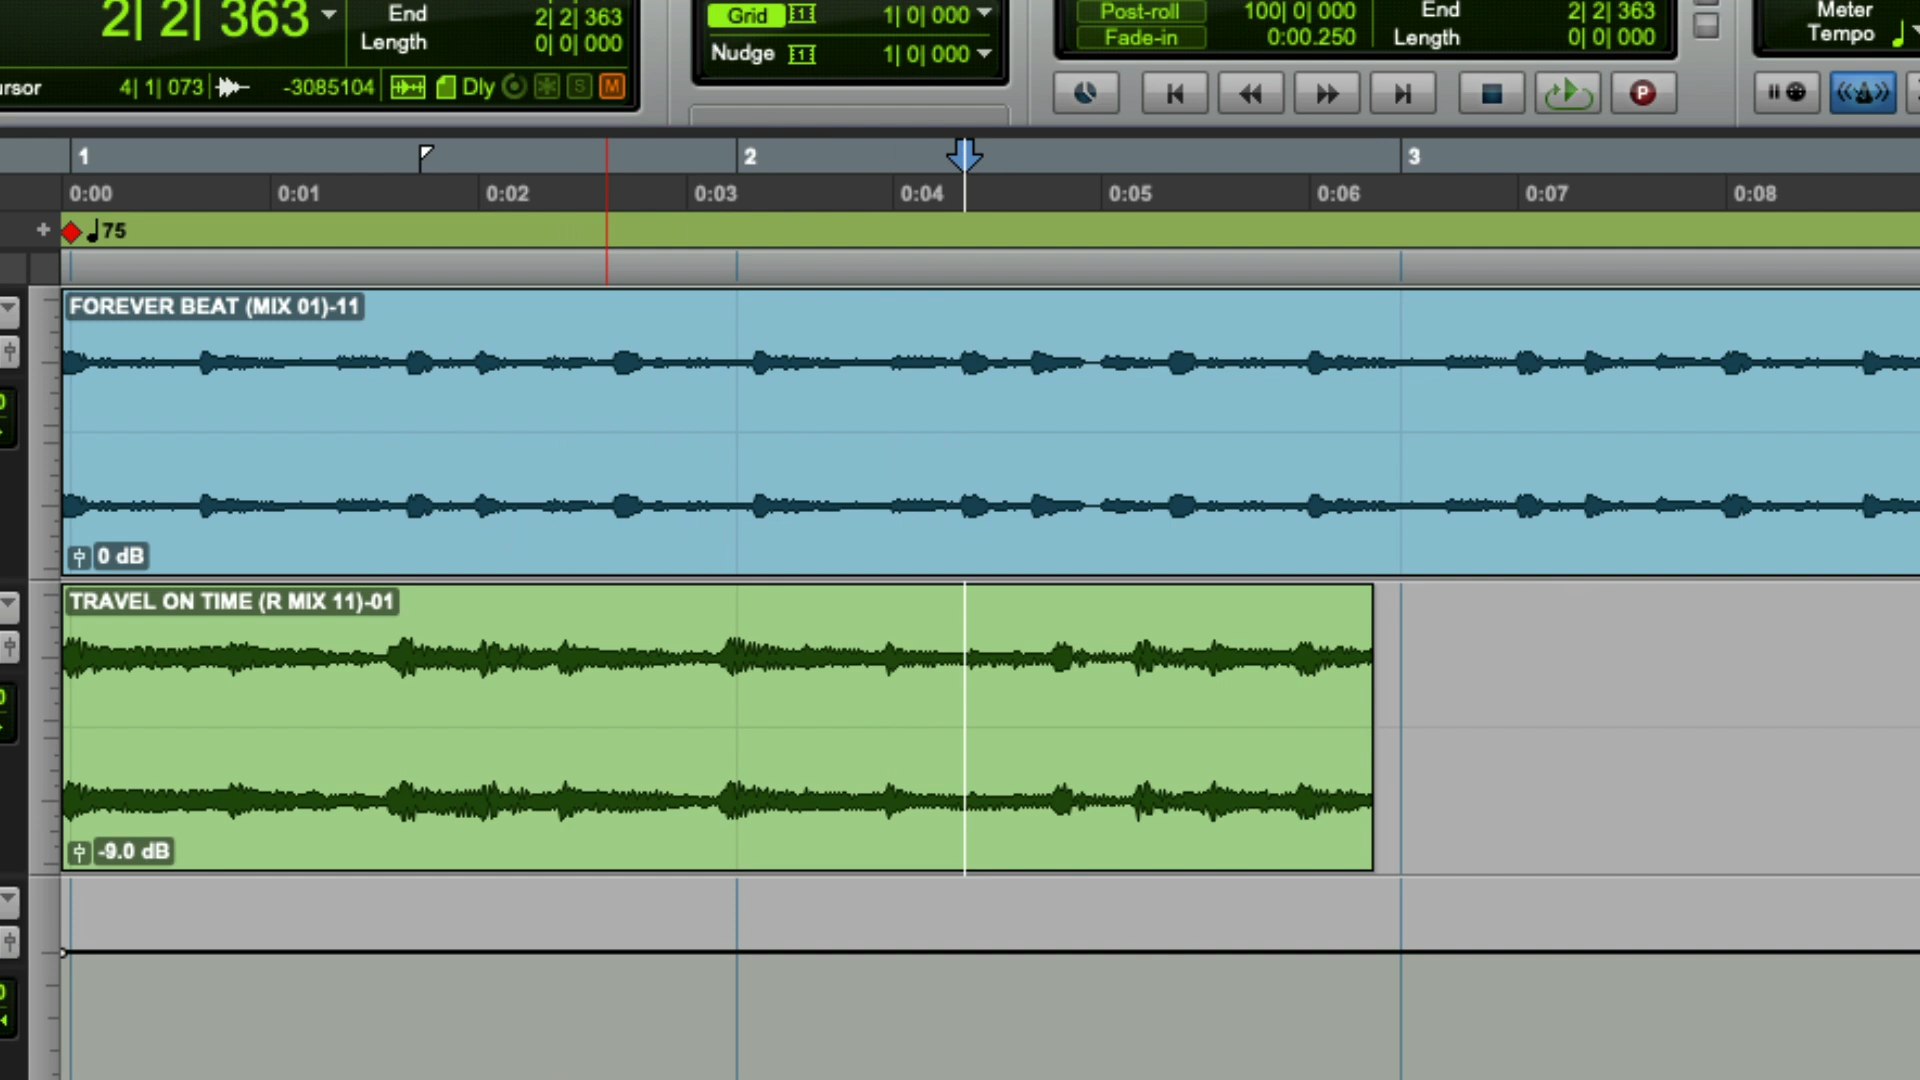 2| 2| 363
End 2| 2| 363
Length 0| 0| 000
4| 1| 073 -3085104 Dly S M
Grid 1| 0| 000
Nudge 1| 0| 000
Post-roll 100| 0| 000
Fade-in 0:00.250
End 2| 2| 363
Length 0| 0| 000
Meter
Tempo
P
1 2 3
0:00 0:01 0:02 0:03 0:04 0:05 0:06 0:07 0:08
+ 75
FOREVER BEAT (MIX 01)-11
0 dB
TRAVEL ON TIME (R MIX 11)-01
-9.0 dB